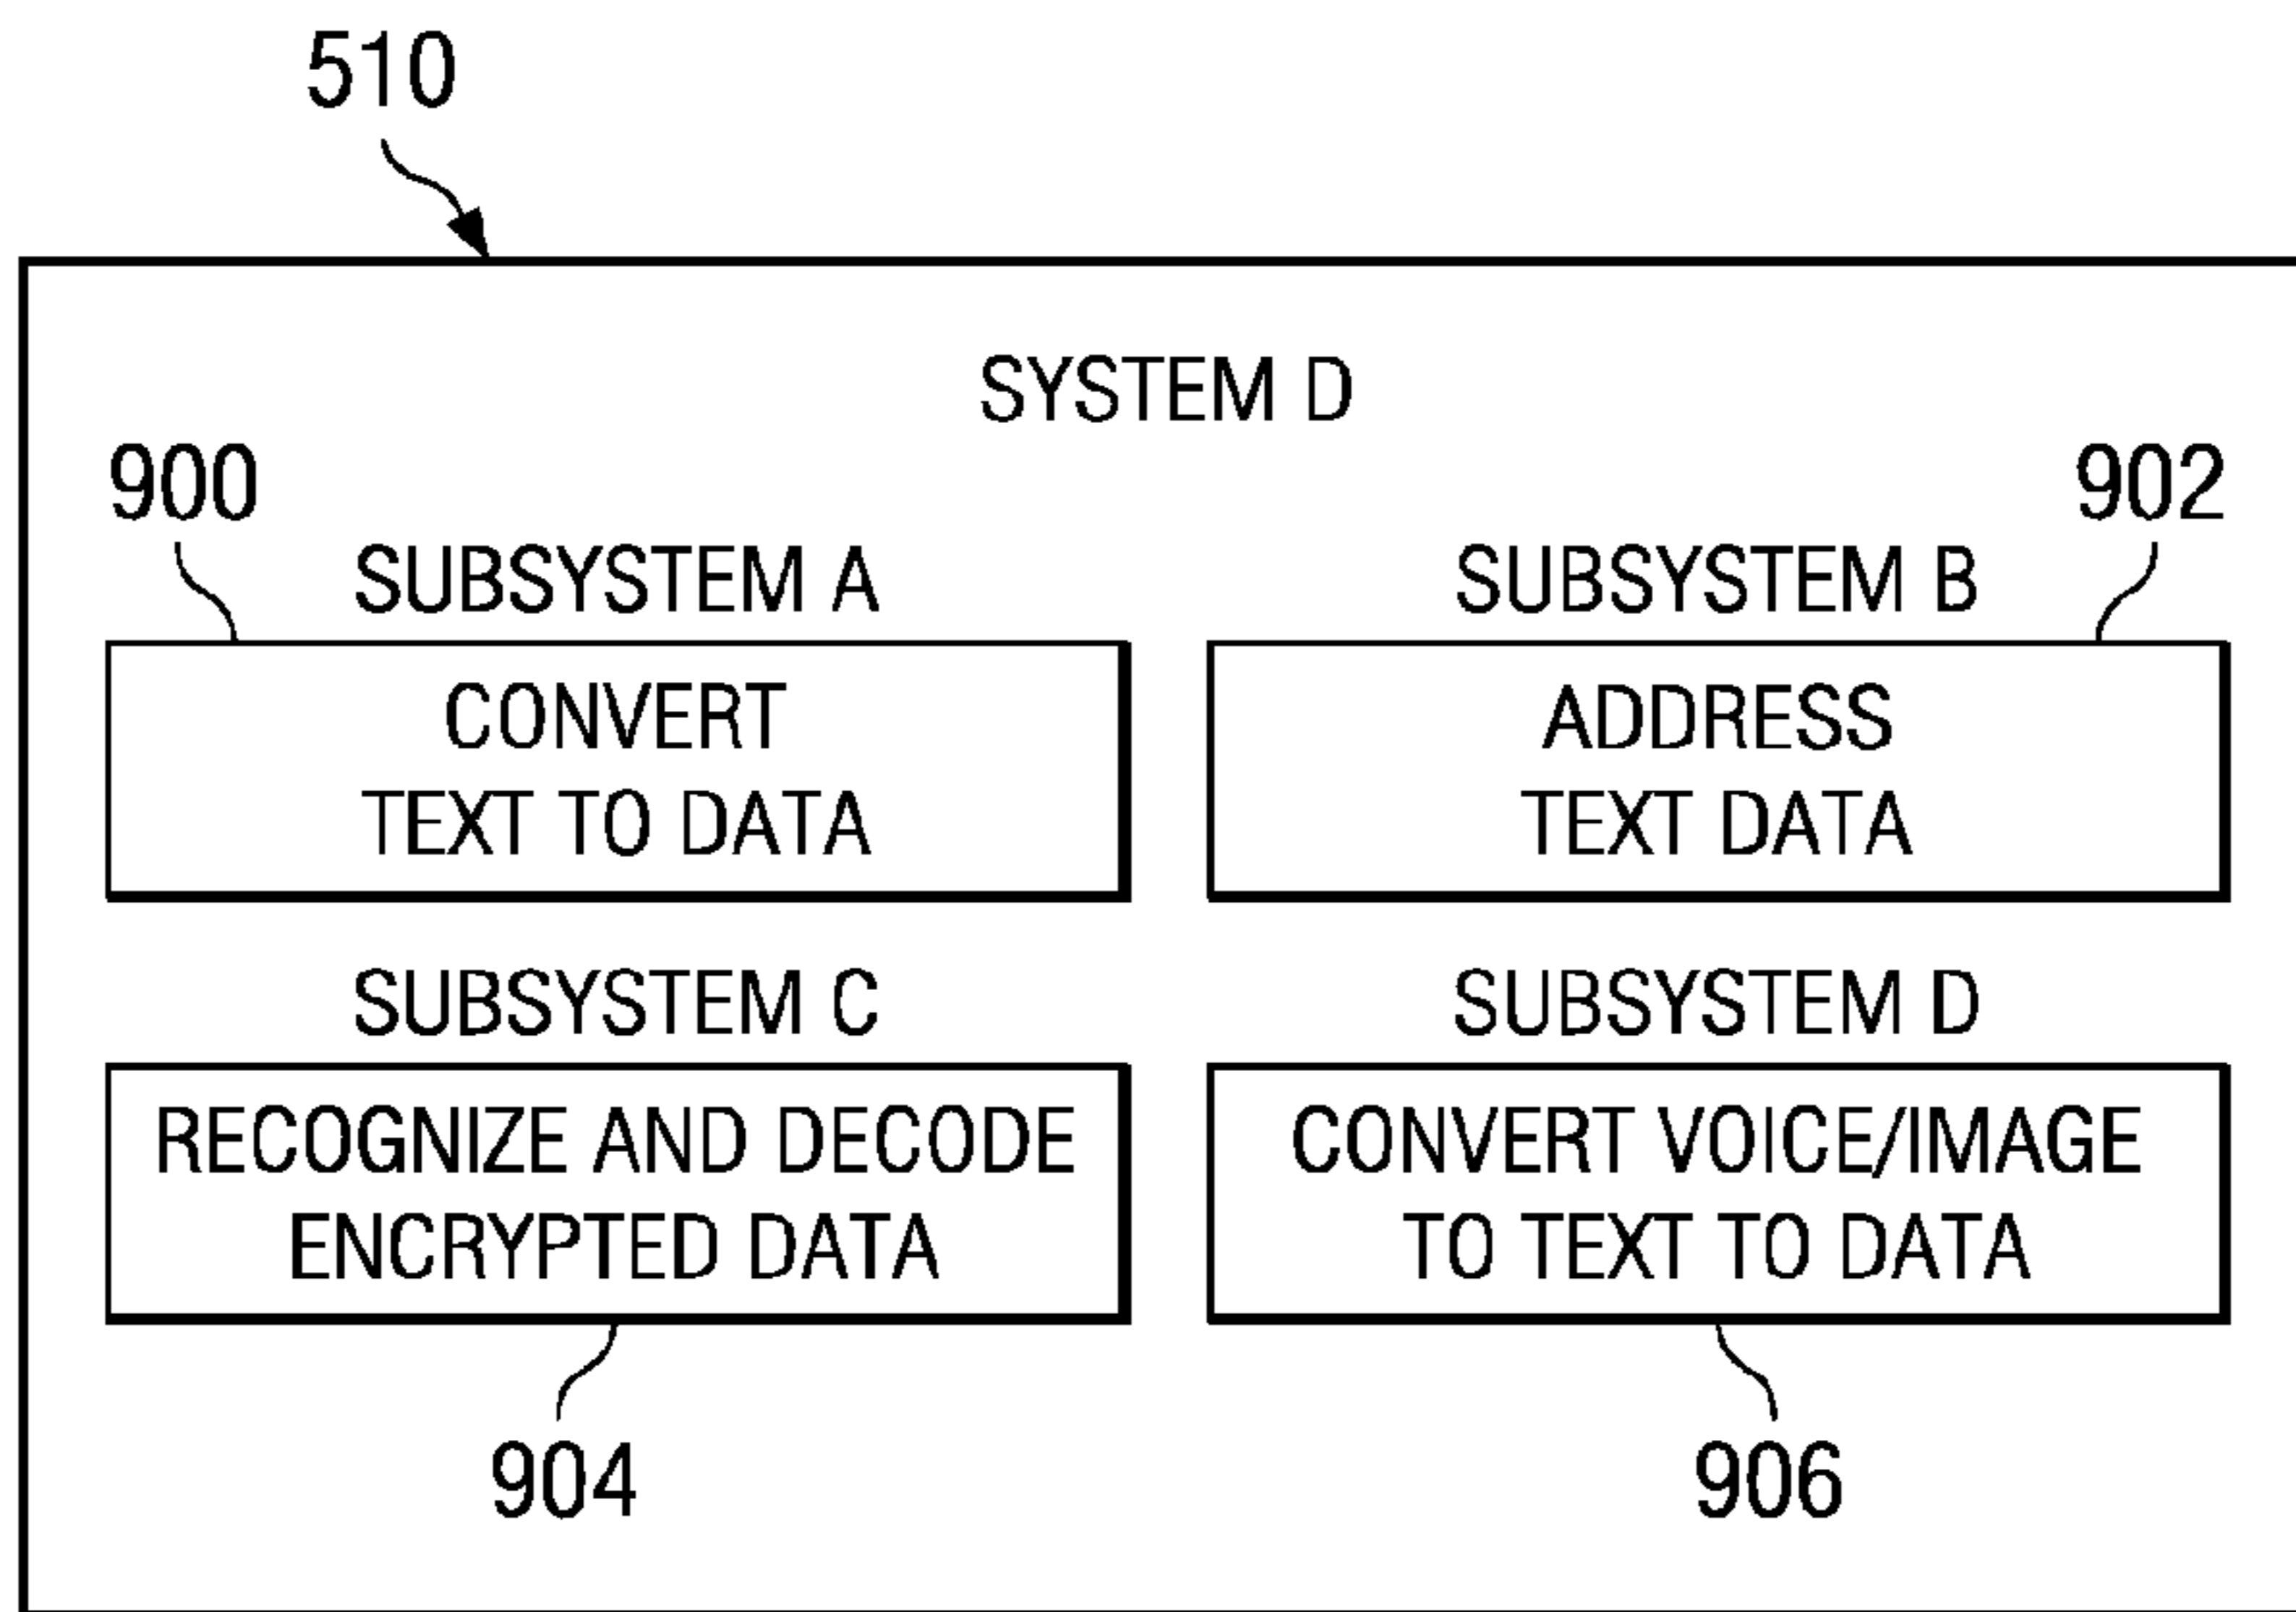 510
SYSTEM D
900
902
SUBSYSTEM A
SUBSYSTEM B
CONVERT
TEXT TO DATA
ADDRESS
TEXT DATA
SUBSYSTEM C
SUBSYSTEM D
RECOGNIZE AND DECODE
ENCRYPTED DATA
CONVERT VOICE/IMAGE
TO TEXT TO DATA
904
906